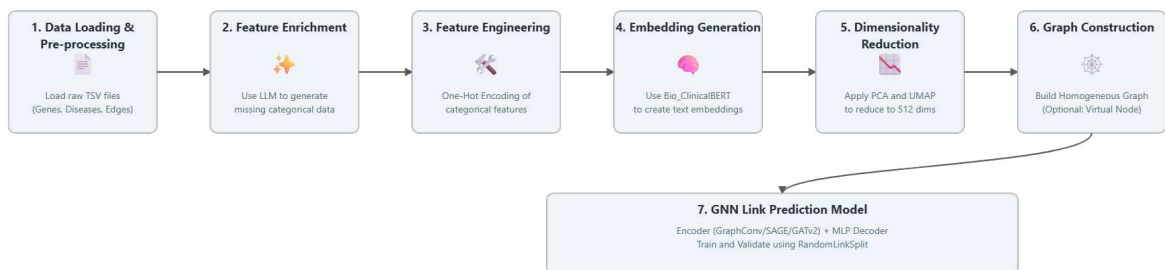 1. Data Loading &
Pre-processing
Load raw TSV files
(Genes, Diseases, Edges)
2. Feature Enrichment
Use LLM to generate
missing categorical data
3. Feature Engineering
One-Hot Encoding of
categorical features
4. Embedding Generation
Use Bio_ClinicalBERT
to create text embeddings
5. Dimensionality
Reduction
Apply PCA and UMAP
to reduce to 512 dims
6. Graph Construction
Build Homogeneous Graph
(Optional: Virtual Node)
7. GNN Link Prediction Model
Encoder (GraphConv/SAGE/GATv2) + MLP Decoder
Train and Validate using RandomLinkSplit